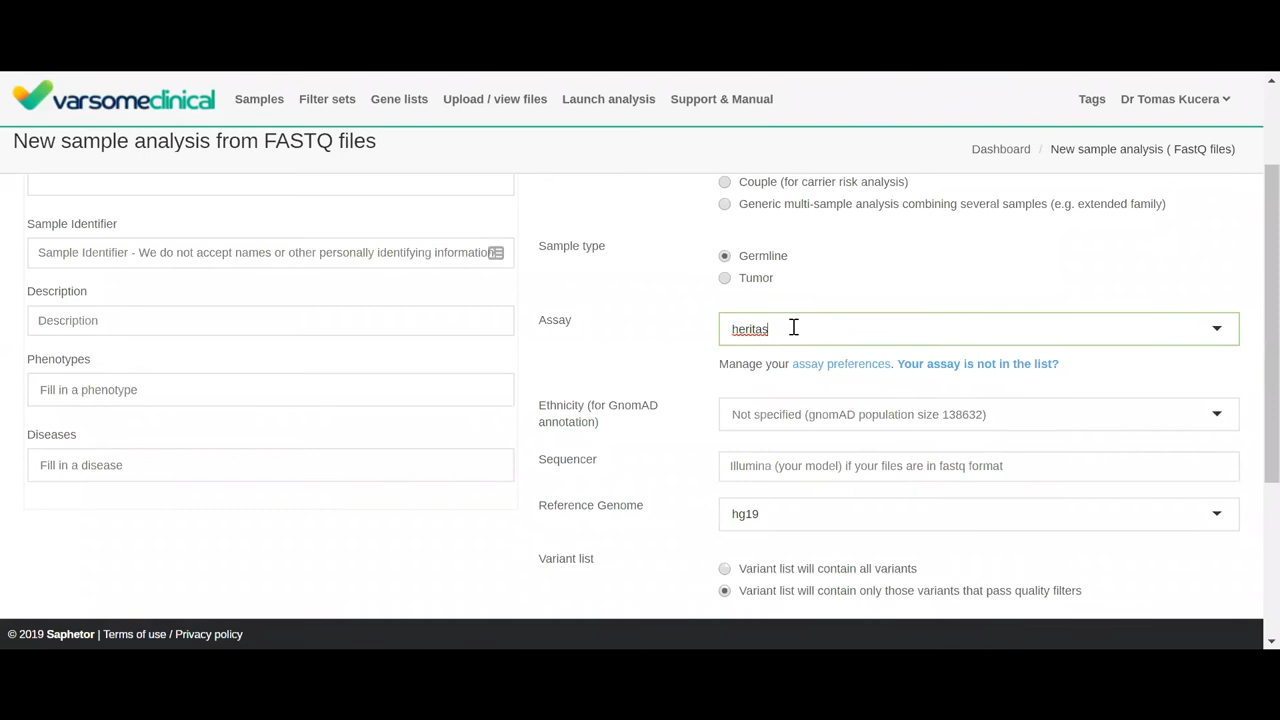 varsomeclinical
Samples
Filter sets
Gene lists
Upload / view files
Launch analysis
Support & Manual
Tags
Dr Tomas Kucera
New sample analysis from FASTQ files
Dashboard / New sample analysis ( FastQ files)
Sample Identifier
Sample Identifier - We do not accept names or other personally identifying informatio
Description
Description
Phenotypes
Fill in a phenotype
Diseases
Fill in a disease
Couple (for carrier risk analysis)
Generic multi-sample analysis combining several samples (e.g. extended family)
Sample type
Germline
Tumor
Assay
heritas
Manage your assay preferences. Your assay is not in the list?
Ethnicity (for GnomAD
annotation)
Not specified (gnomAD population size 138632)
Sequencer
Illumina (your model) if your files are in fastq format
Reference Genome
hg19
Variant list
Variant list will contain all variants
Variant list will contain only those variants that pass quality filters
© 2019 Saphetor | Terms of use / Privacy policy